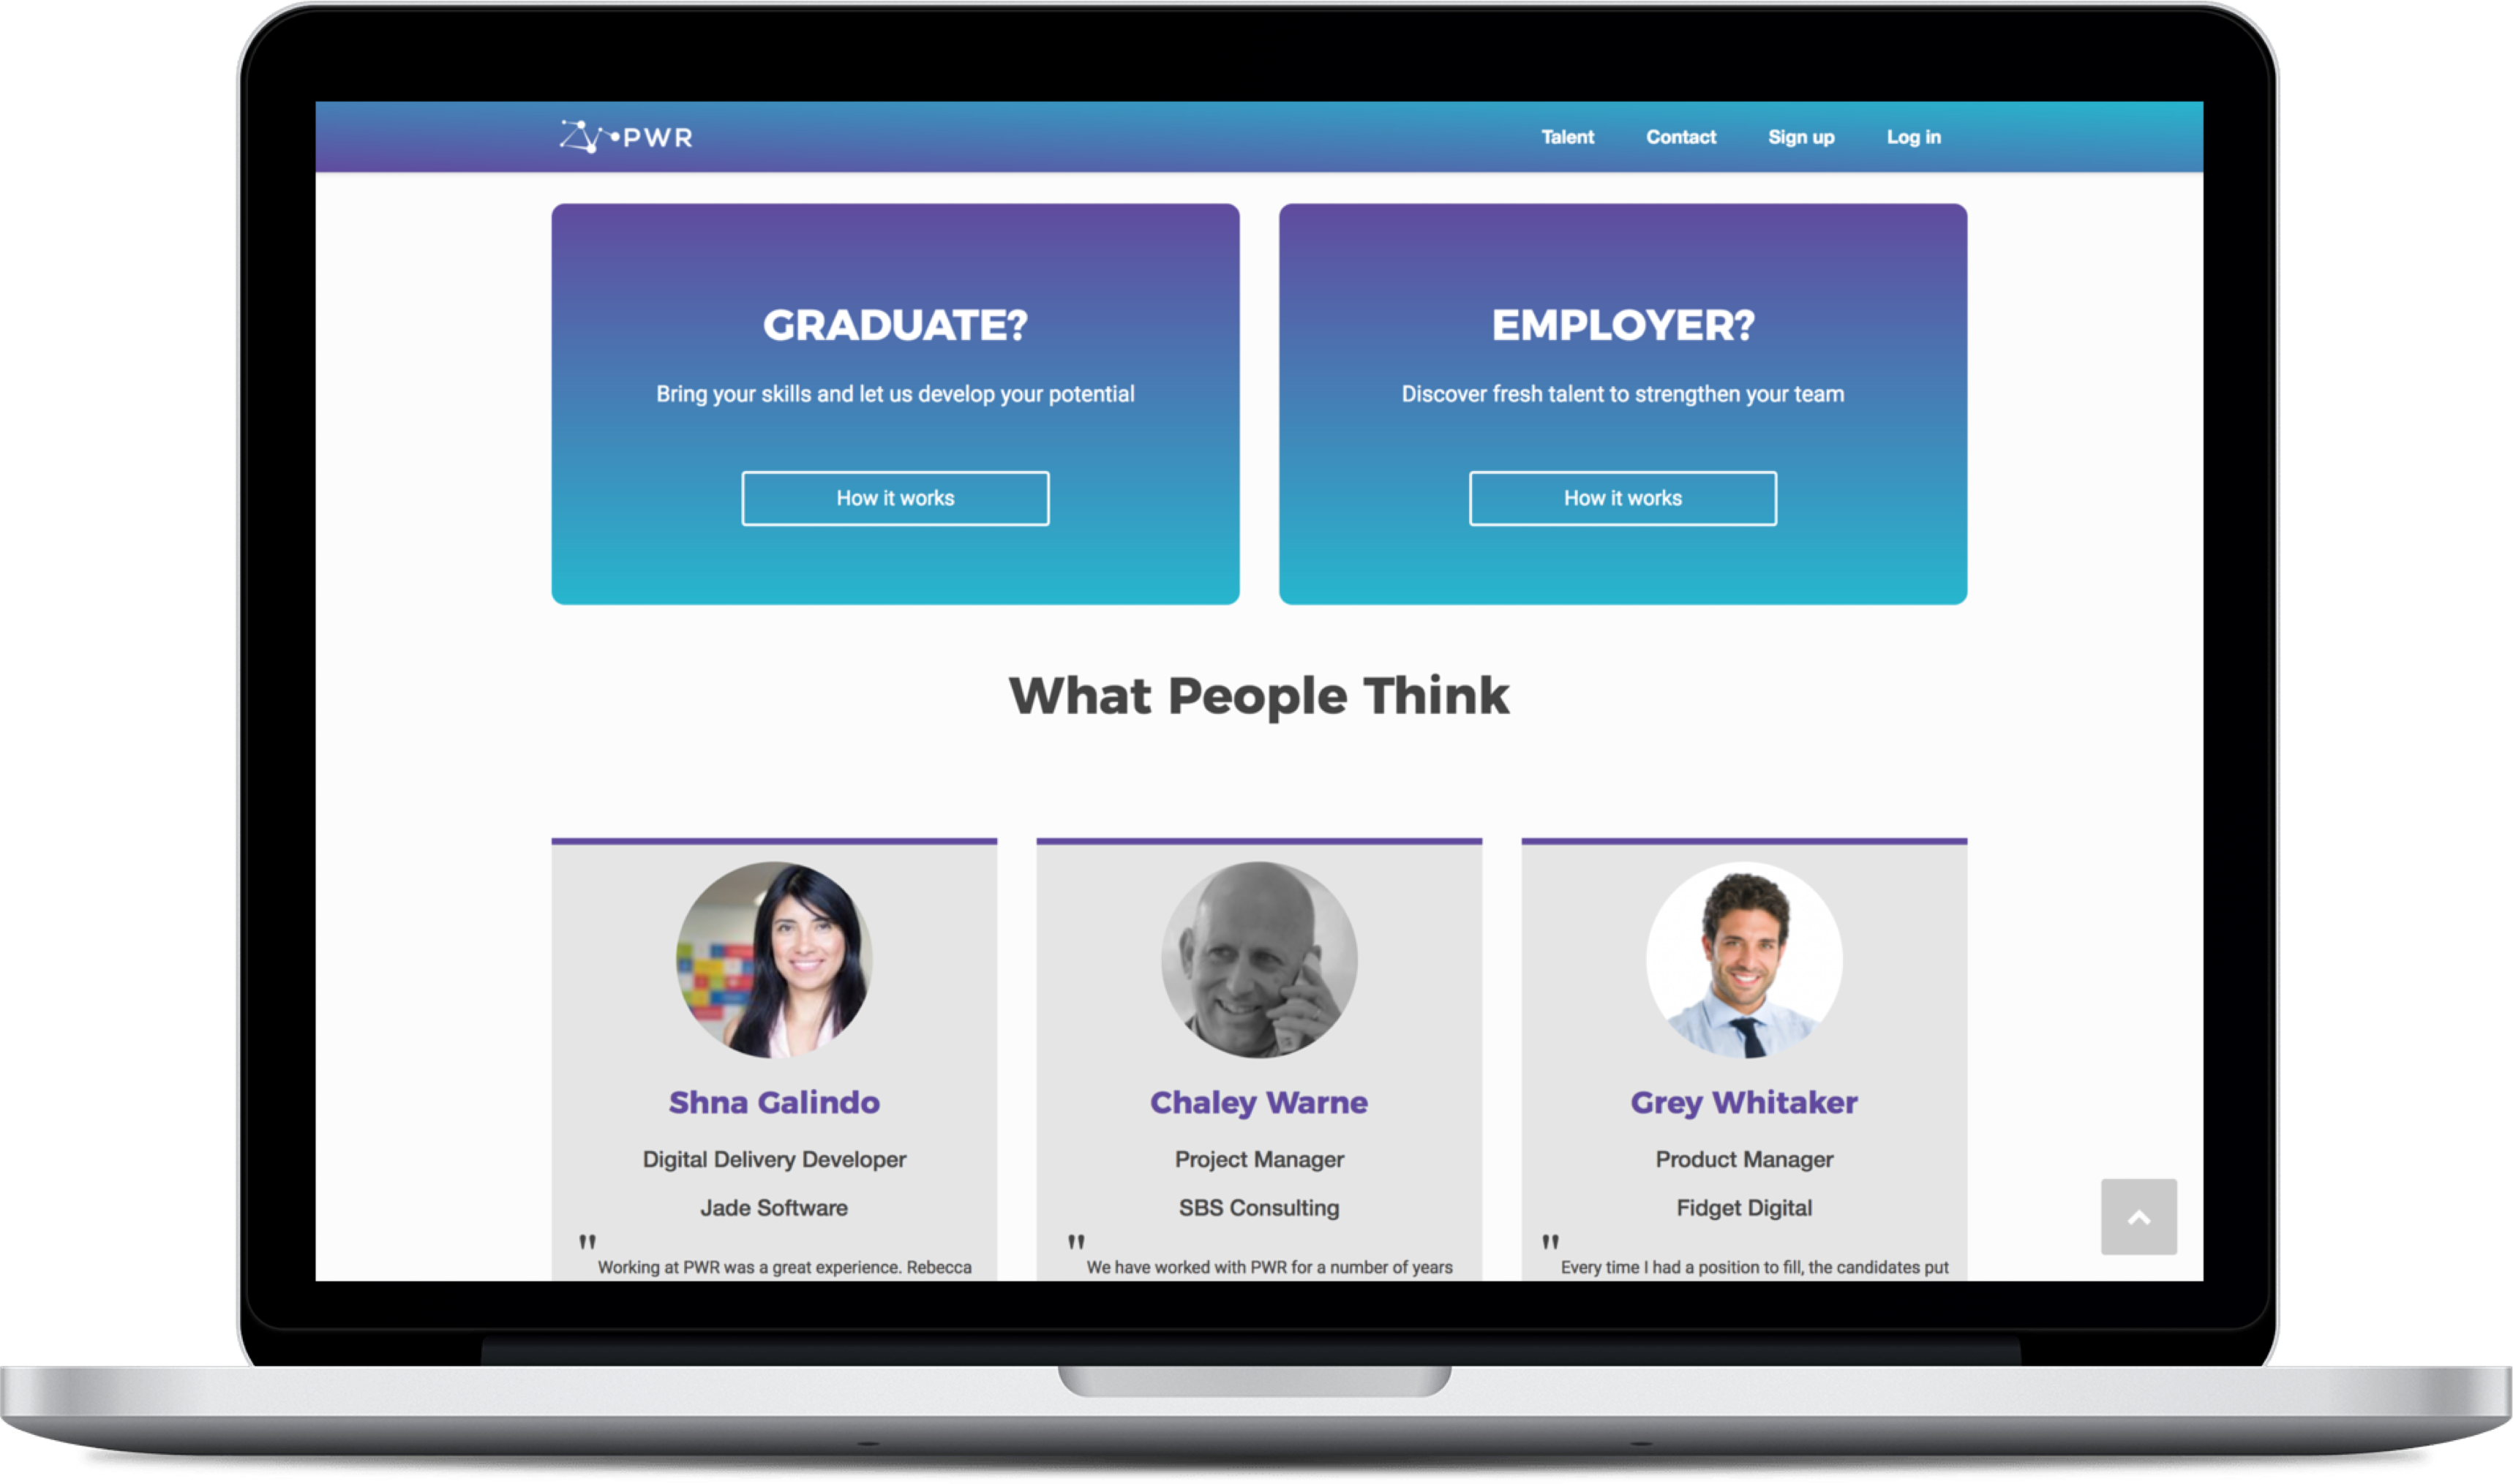 PWR
Talent
Contact
Sign up
Log in
GRADUATE?
Bring your skills and let us develop your potential
How it works
EMPLOYER?
Discover fresh talent to strengthen your team
How it works
What People Think
Shna Galindo
Digital Delivery Developer
Jade Software
"
Working at PWR was a great experience. Rebecca
Chaley Warne
Project Manager
SBS Consulting
"
We have worked with PWR for a number of years
Grey Whitaker
Product Manager
Fidget Digital
"
Every time I had a position to fill, the candidates put